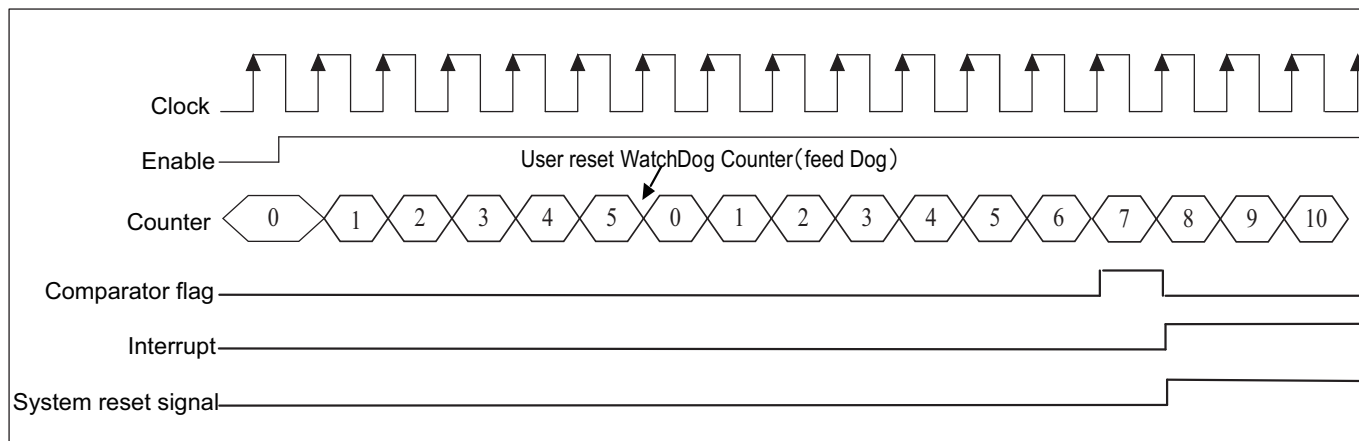 Clock
Enable
User reset WatchDog Counter(feed Dog)
Counter 0 1 2 3 4 5 0 1 2 3 4 5 6 7 8 9 10
Comparator flag
Interrupt
System reset signal